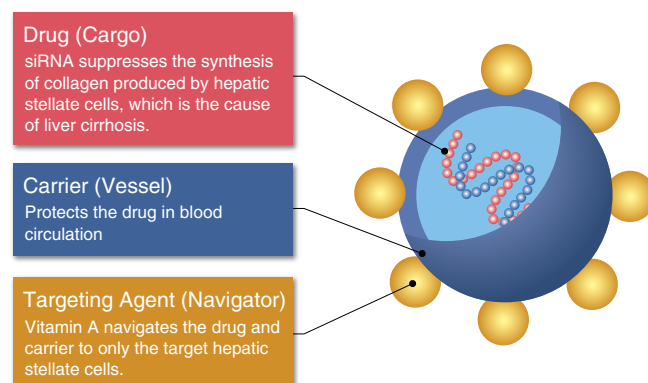 Drug (Cargo)
siRNA suppresses the synthesis
of collagen produced by hepatic
stellate cells, which is the cause
of liver cirrhosis.
Carrier (Vessel)
Protects the drug in blood
circulation
Targeting Agent (Navigator)
Vitamin A navigates the drug and
carrier to only the target hepatic
stellate cells.